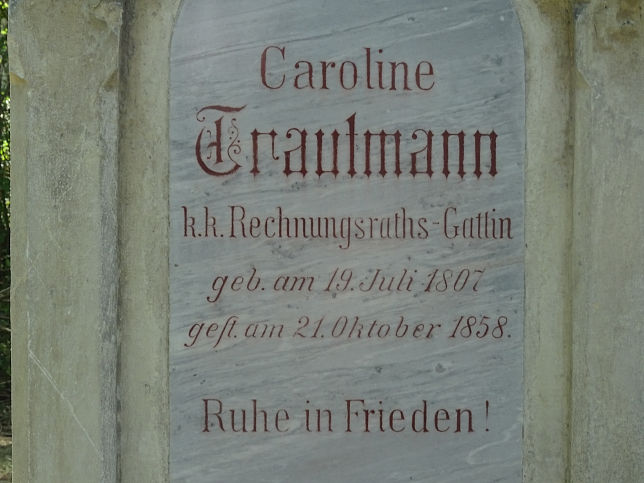 Caroline
Trautmann
k.k. Rechnungsraths-Gattin
geb. am 19. Juli 1807
geſt. am 21. Oktober 1858.
Ruhe in Frieden!